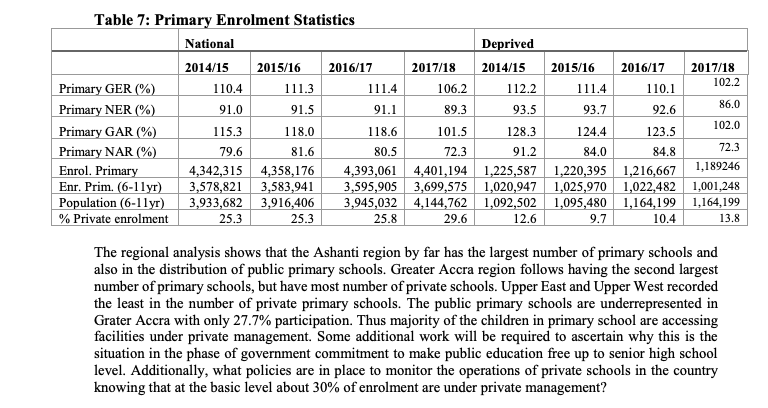 Table 7: Primary Enrolment Statistics
National Deprived
2014/15 2015/16 2016/17 2017/18 2014/15 2015/16 2016/17 2017/18
Primary GER (%) 110.4 111.3 111.4 106.2 112.2 111.4 110.1 102.2
Primary NER (%) 91.0 91.5 91.1 89.3 93.5 93.7 92.6 86.0
Primary GAR (%) 115.3 118.0 118.6 101.5 128.3 124.4 123.5 102.0
Primary NAR (%) 79.6 81.6 80.5 72.3 91.2 84.0 84.8 72.3
Enrol. Primary 4,342,315 4,358,176 4,393,061 4,401,194 1,225,587 1,220,395 1,216,667 1,189246
Enr. Prim. (6-11yr) 3,578,821 3,583,941 3,595,905 3,699,575 1,020,947 1,025,970 1,022,482 1,001,248
Population (6-11yr) 3,933,682 3,916,406 3,945,032 4,144,762 1,092,502 1,095,480 1,164,199 1,164,199
% Private enrolment 25.3 25.3 25.8 29.6 12.6 9.7 10.4 13.8
The regional analysis shows that the Ashanti region by far has the largest number of primary schools and
also in the distribution of public primary schools. Greater Accra region follows having the second largest
number of primary schools, but have most number of private schools. Upper East and Upper West recorded
the least in the number of private primary schools. The public primary schools are underrepresented in
Grater Accra with only 27.7% participation. Thus majority of the children in primary school are accessing
facilities under private management. Some additional work will be required to ascertain why this is the
situation in the phase of government commitment to make public education free up to senior high school
level. Additionally, what policies are in place to monitor the operations of private schools in the country
knowing that at the basic level about 30% of enrolment are under private management?